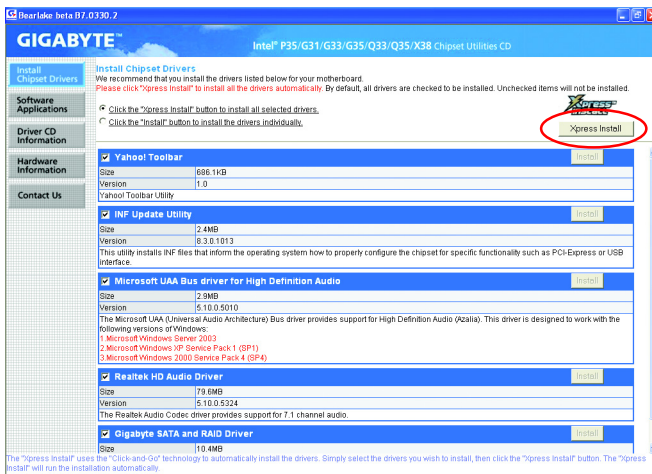 Bearlake beta B7.0330.2
GIGABYTE™
Intel® P35/G31/G33/G35/Q33/Q35/X38 Chipset Utilities CD
Install
Chipset Drivers
Software
Applications
Driver CD
Information
Hardware
Information
Contact Us
Install Chipset Drivers
We recommend that you install the drivers listed below for your motherboard.
Please click "Xpress Install" to install all the drivers automatically. By default, all drivers are checked to be installed. Unchecked items will not be installed.
Click the "Xpress Install" button to install all selected drivers.
Click the "Install" button to install the drivers individually.
Xpress
Install
Xpress Install
Yahoo! Toolbar
Install
Size 686.1KB
Version 1.0
Yahoo! Toolbar Utility
INF Update Utility
Install
Size 2.4MB
Version 8.3.0.1013
This utility installs INF files that inform the operating system how to properly configure the chipset for specific functionality such as PCI-Express or USB
interface.
Microsoft UAA Bus driver for High Definition Audio
Install
Size 2.9MB
Version 5.10.0.5010
The Microsoft UAA (Universal Audio Architecture) Bus driver provides support for High Definition Audio (Azalia). This driver is designed to work with the
following versions of Windows:
1.Microsoft Windows Server 2003
2.Microsoft Windows XP Service Pack 1 (SP1)
3.Microsoft Windows 2000 Service Pack 4 (SP4)
Realtek HD Audio Driver
Install
Size 79.6MB
Version 5.10.0.5324
The Realtek Audio Codec driver provides support for 7.1 channel audio.
Gigabyte SATA and RAID Driver
Install
Size 10.4MB
The "Xpress Install" uses the "Click-and-Go" technology to automatically install the drivers. Simply select the drivers you wish to install, then click the "Xpress Install" button. The "Xpress
Install" will run the installation automatically.